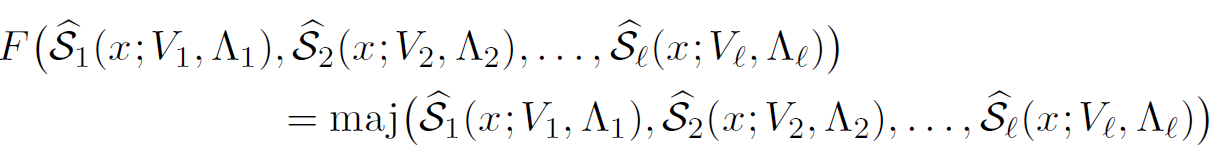 F(𝓢̂₁(x; V₁, Λ₁), 𝓢̂₂(x; V₂, Λ₂), . . . , 𝓢̂_ℓ(x; V_ℓ, Λ_ℓ))
= maj(𝓢̂₁(x; V₁, Λ₁), 𝓢̂₂(x; V₂, Λ₂), . . . , 𝓢̂_ℓ(x; V_ℓ, Λ_ℓ))